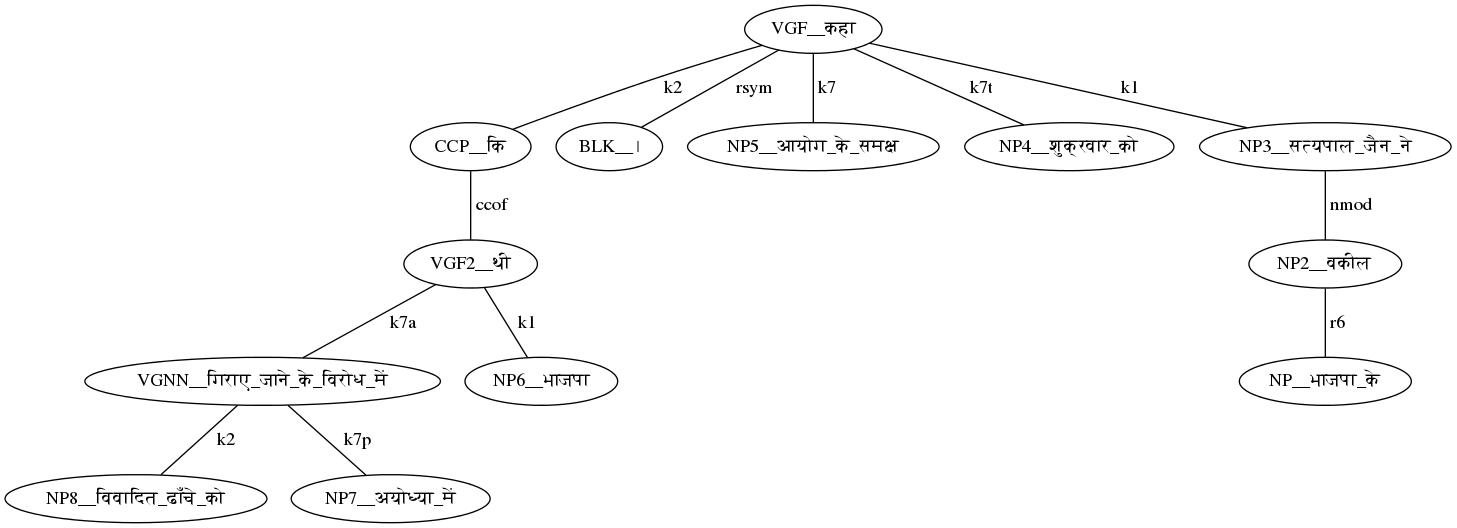 VGF__कहा
k2 rsym k7 k7t k1
CCP__कि BLK__। NP5__आयोग_के_समक्ष NP4__शुक्रवार_को NP3__सत्यपाल_जैन_ने
ccof nmod
VGF2__थी NP2__वकील
k7a k1 r6
VGNN__गिराए_जाने_के_विरोध_में NP6__भाजपा NP__भाजपा_के
k2 k7p
NP8__विवादित_ढाँचे_को NP7__अयोध्या_में